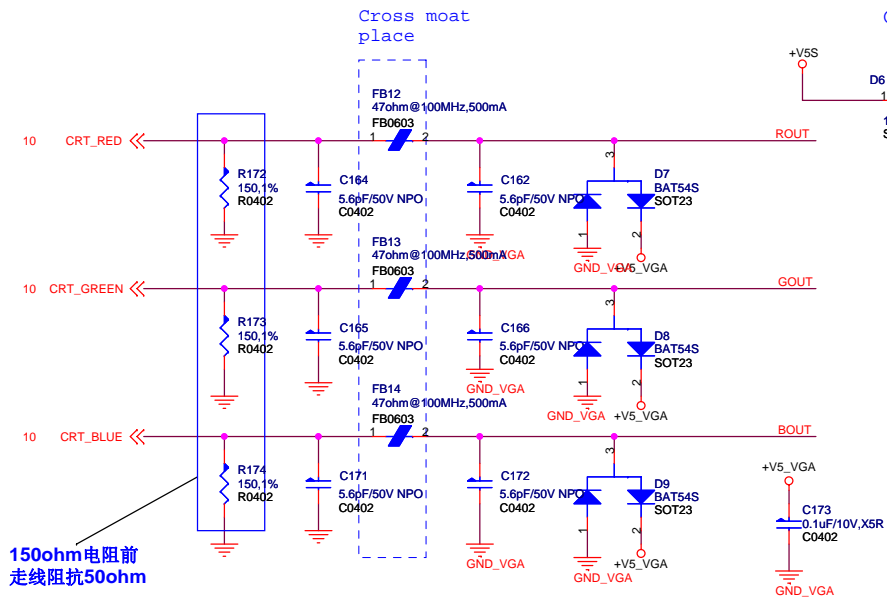 Cross moat
place
+V5S
D6
1
FB12
47ohm@100MHz,500mA
FB0603
1
2
10
CRT_RED
ROUT
R172
150,1%
R0402
C164
5.6pF/50V NPO
C0402
C162
5.6pF/50V NPO
C0402
GND_VGA
3
D7
BAT54S
SOT23
1
2
GND_VGA
+V5_VGA
FB13
47ohm@100MHz,500mA
FB0603
1
2
10
CRT_GREEN
GOUT
R173
150,1%
R0402
C165
5.6pF/50V NPO
C0402
C166
5.6pF/50V NPO
C0402
GND_VGA
3
D8
BAT54S
SOT23
1
2
GND_VGA
+V5_VGA
FB14
47ohm@100MHz,500mA
FB0603
1
2
10
CRT_BLUE
BOUT
R174
150,1%
R0402
C171
5.6pF/50V NPO
C0402
C172
5.6pF/50V NPO
C0402
GND_VGA
3
D9
BAT54S
SOT23
1
2
GND_VGA
+V5_VGA
+V5_VGA
C173
0.1uF/10V,X5R
C0402
GND_VGA
150ohm电阻前
走线阻抗50ohm